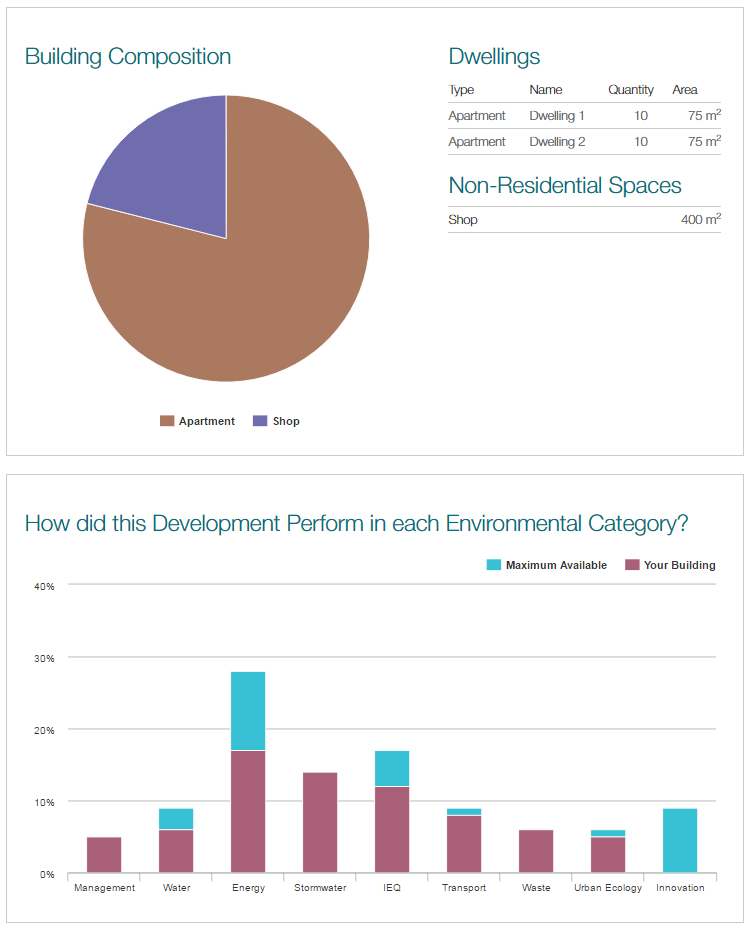 Building Composition
Apartment Shop
Dwellings
Type Name Quantity Area
Apartment Dwelling 1 10 75 m²
Apartment Dwelling 2 10 75 m²
Non-Residential Spaces
Shop 400 m²
How did this Development Perform in each Environmental Category?
Maximum Available Your Building
40%
30%
20%
10%
0%
Management Water Energy Stormwater IEQ Transport Waste Urban Ecology Innovation